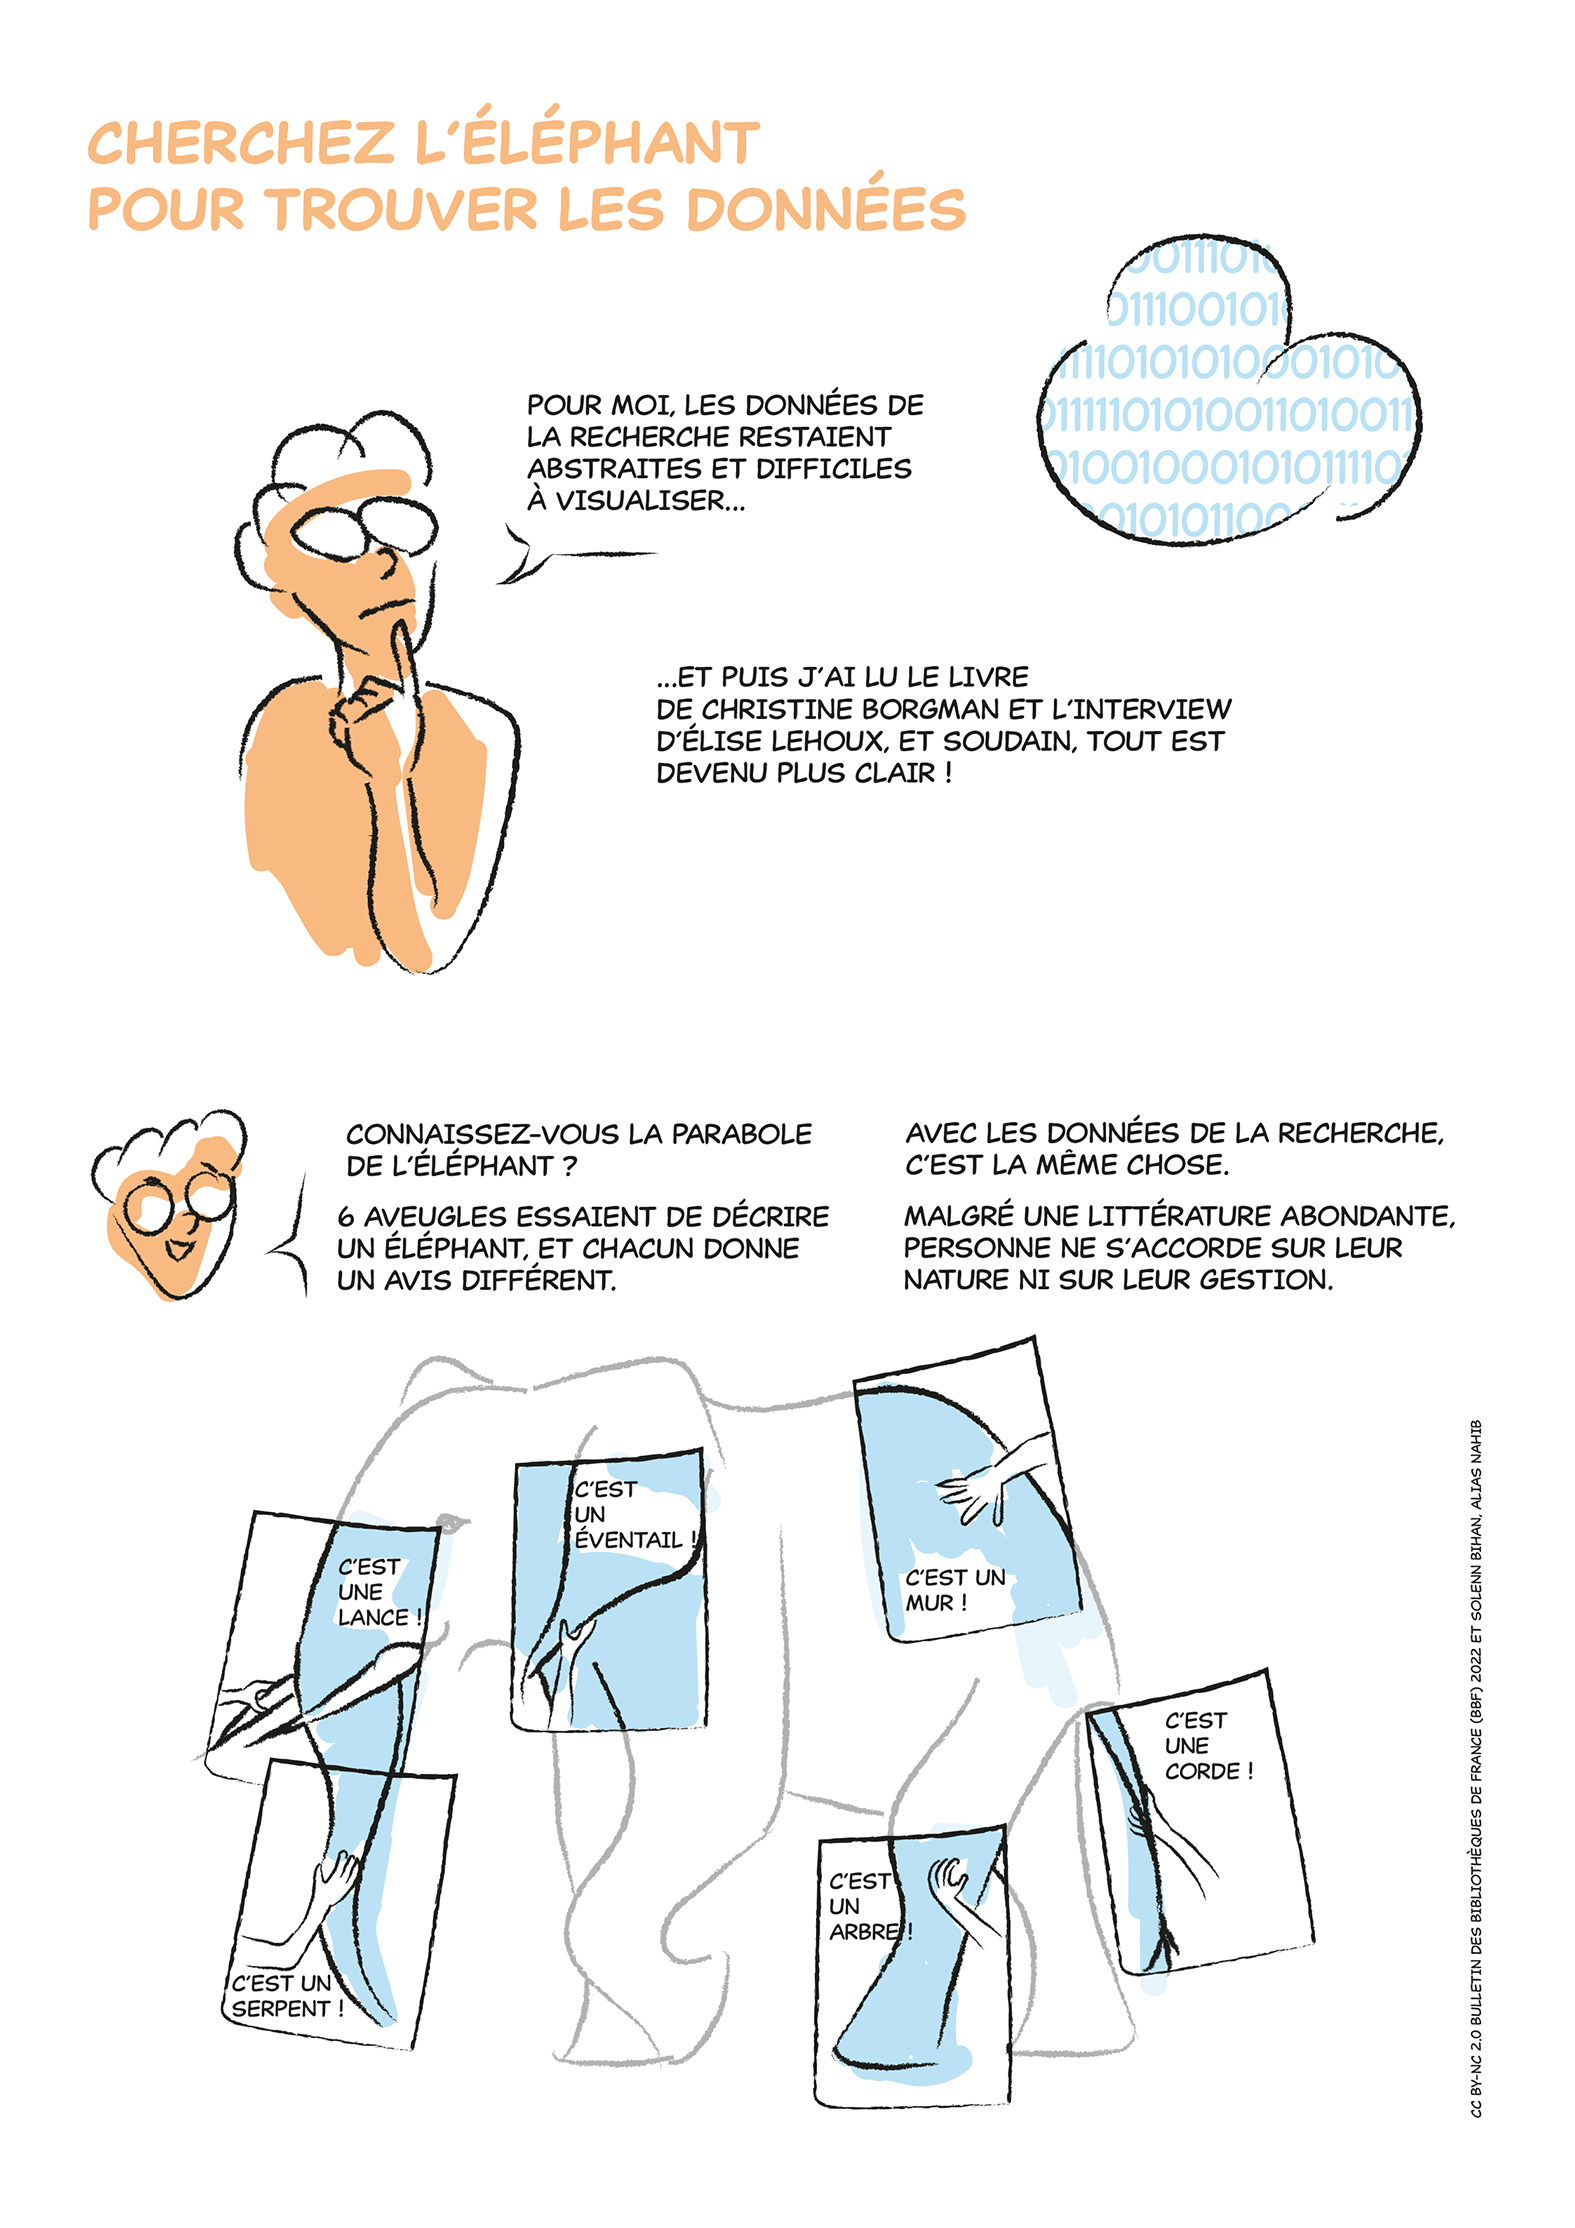 CHERCHEZ L'ÉLÉPHANT
POUR TROUVER LES DONNÉES
0011101
0111001010
11110101010001010
011111101010011010011
0100100010101111101
00101011000
POUR MOI, LES DONNÉES DE
LA RECHERCHE RESTAIENT
ABSTRAITES ET DIFFICILES
À VISUALISER...
...ET PUIS J'AI LU LE LIVRE
DE CHRISTINE BORGMAN ET L'INTERVIEW
D'ÉLISE LEHOUX, ET SOUDAIN, TOUT EST
DEVENU PLUS CLAIR !
CONNAISSEZ-VOUS LA PARABOLE
DE L'ÉLÉPHANT ?
6 AVEUGLES ESSAIENT DE DÉCRIRE
UN ÉLÉPHANT, ET CHACUN DONNE
UN AVIS DIFFÉRENT.
AVEC LES DONNÉES DE LA RECHERCHE,
C'EST LA MÊME CHOSE.
MALGRÉ UNE LITTÉRATURE ABONDANTE,
PERSONNE NE S'ACCORDE SUR LEUR
NATURE NI SUR LEUR GESTION.
C'EST
UNE
LANCE !
C'EST
UN
ÉVENTAIL !
C'EST UN
MUR !
C'EST
UNE
CORDE !
C'EST UN
SERPENT !
C'EST
UN
ARBRE !
CC BY-NC 2.0 BULLETIN DES BIBLIOTHÈQUES DE FRANCE (BBF) 2022 ET SOLENN BIHAN, ALIAS NAHIB